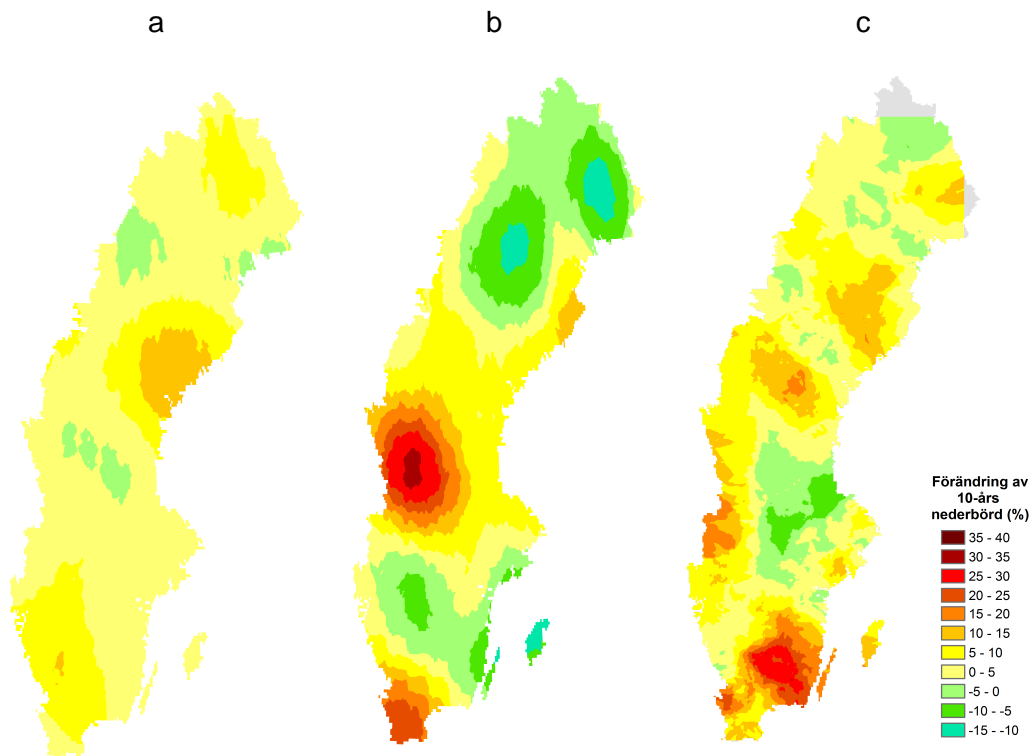 a
b
c
Förändring av
10-års
nederbörd (%)
35 - 40
30 - 35
25 - 30
20 - 25
15 - 20
10 - 15
5 - 10
0 - 5
-5 - 0
-10 - -5
-15 - -10